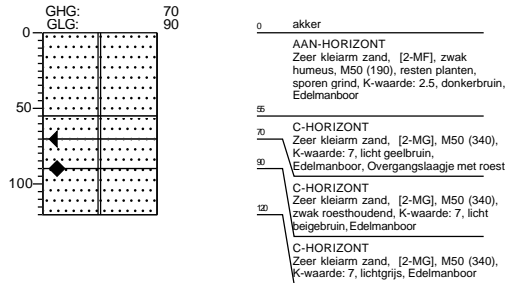 GHG: 70
GLG: 90
0
50
100
0 akker
AAN-HORIZONT
Zeer kleiarm zand, [2-MF], zwak
humeus, M50 (190), resten planten,
sporen grind, K-waarde: 2.5, donkerbruin,
Edelmanboor
55
70 C-HORIZONT
Zeer kleiarm zand, [2-MG], M50 (340),
K-waarde: 7, licht geelbruin,
Edelmanboor, Overgangslaagje met roest
90 C-HORIZONT
Zeer kleiarm zand, [2-MG], M50 (340),
zwak roesthoudend, K-waarde: 7, licht
beigebruin, Edelmanboor
120 C-HORIZONT
Zeer kleiarm zand, [2-MG], M50 (340),
K-waarde: 7, lichtgrijs, Edelmanboor